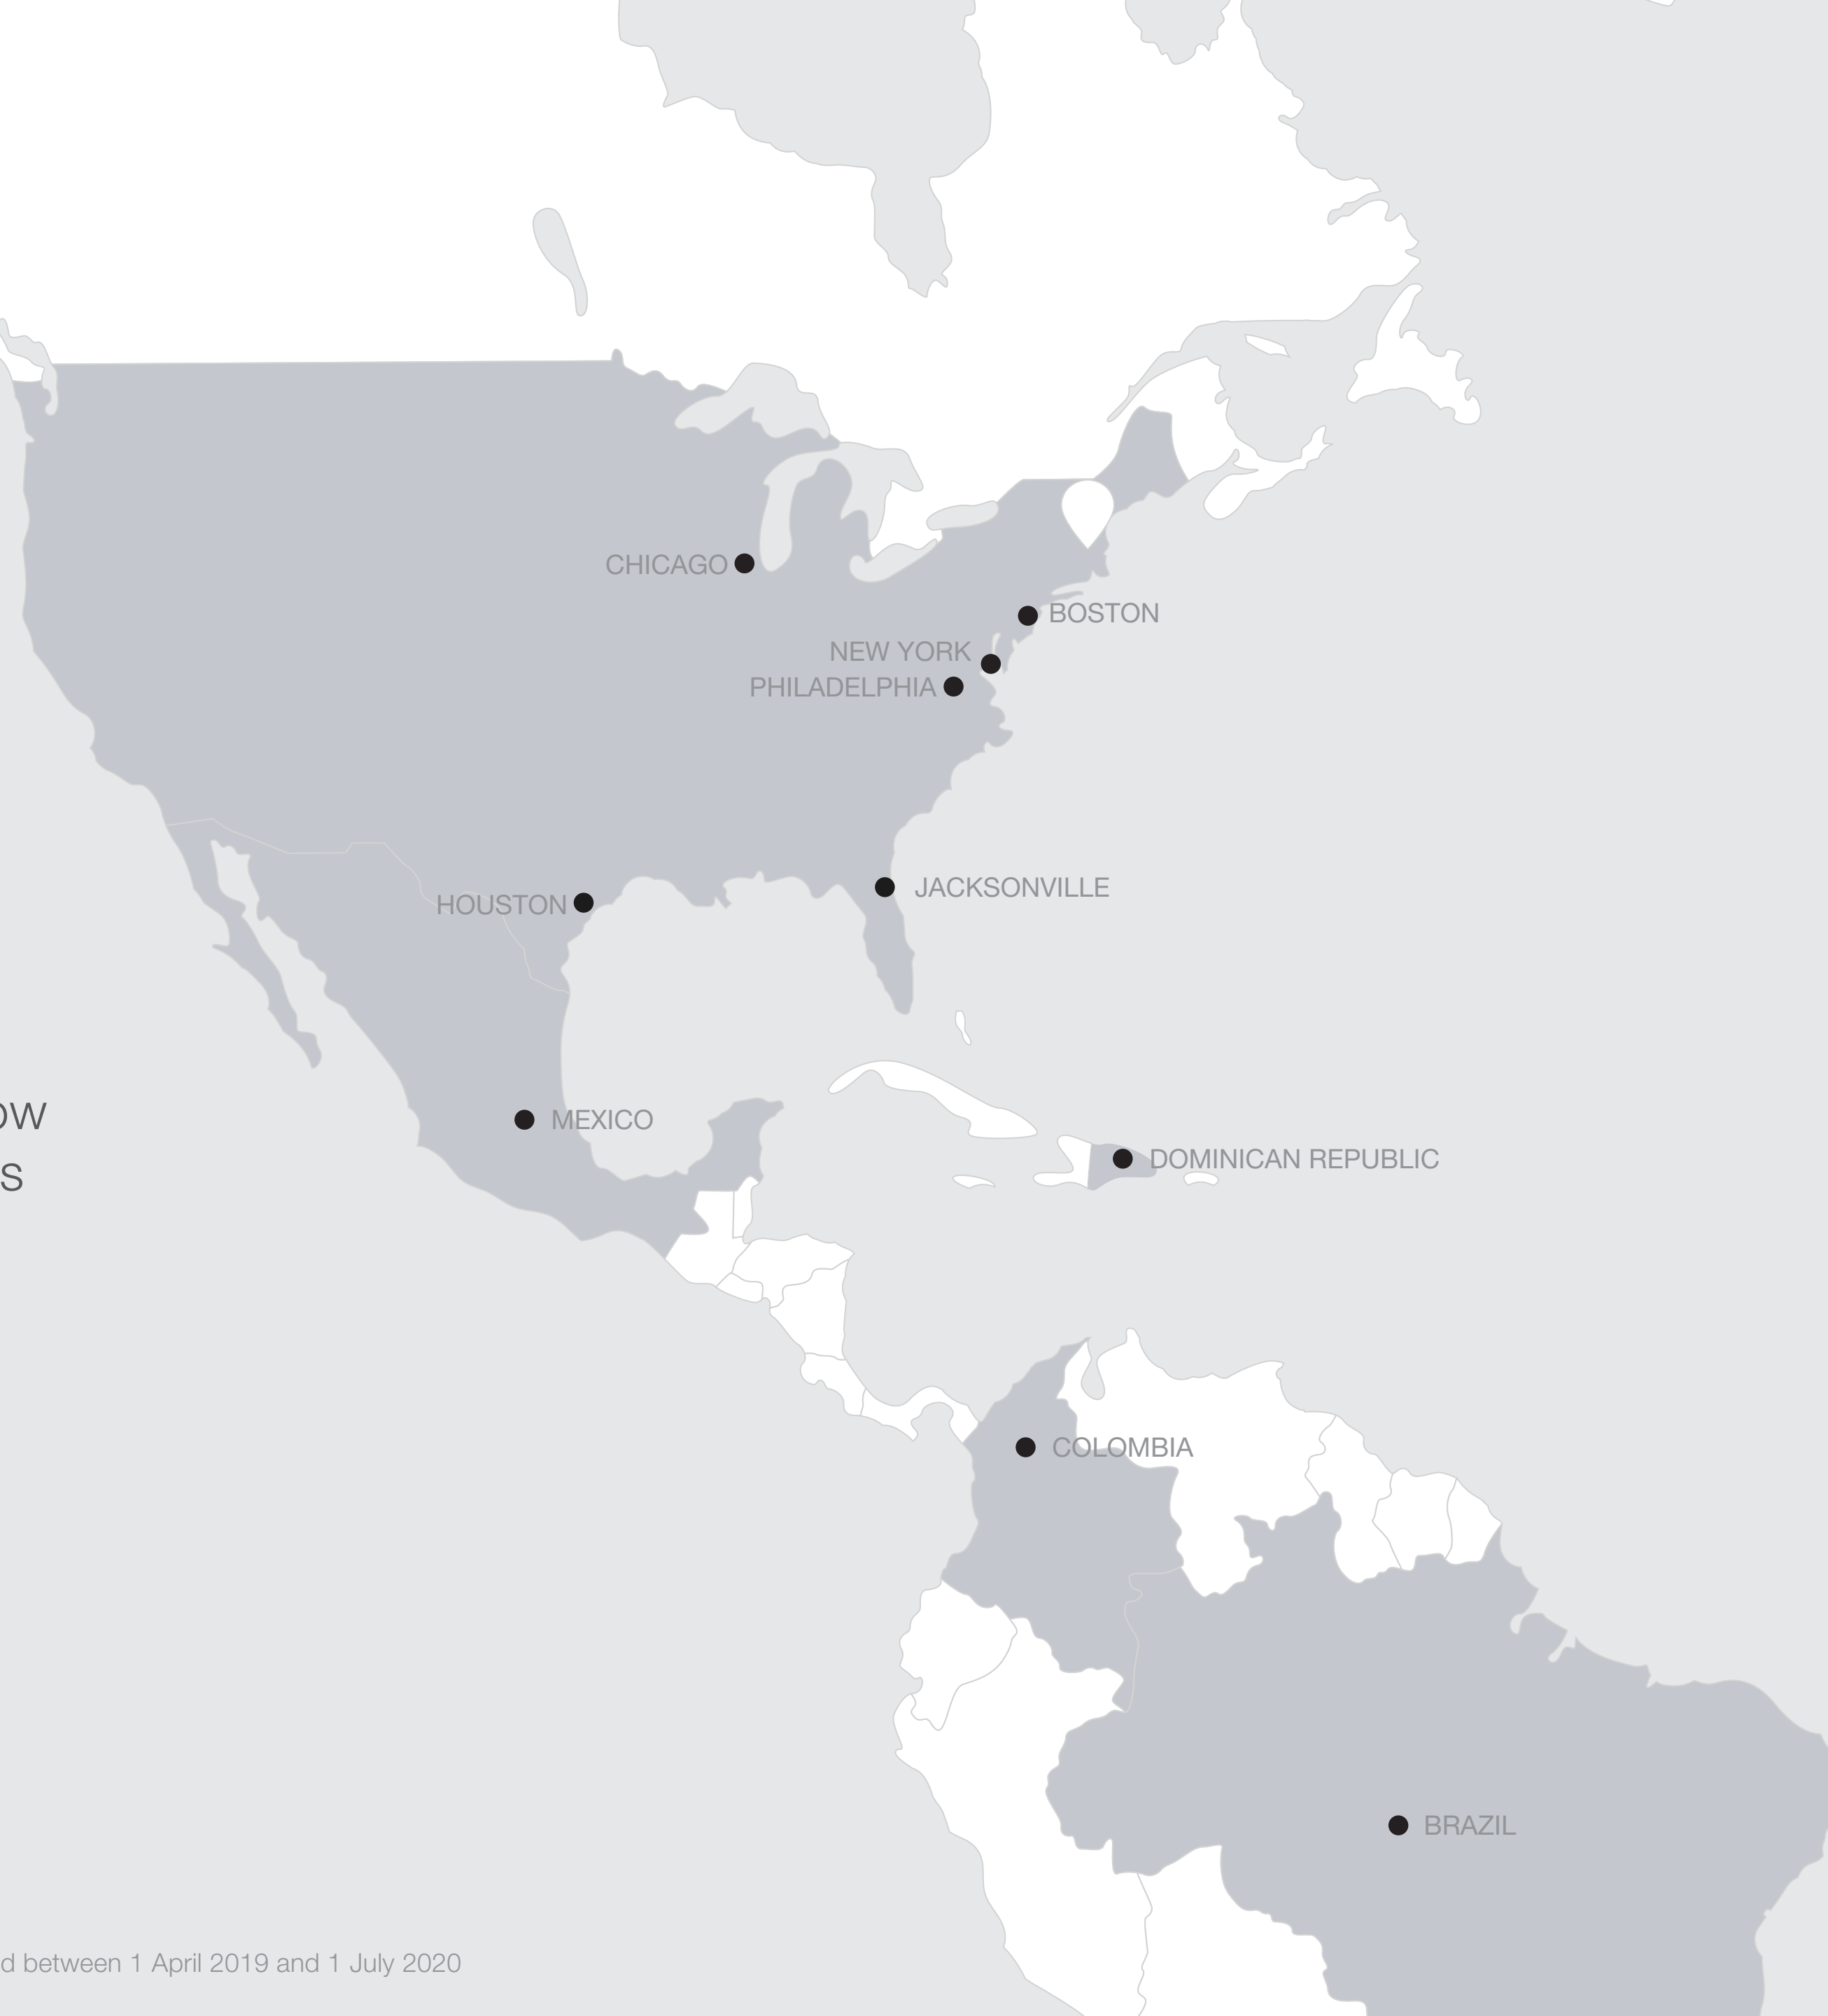 CHICAGO
BOSTON
NEW YORK
PHILADELPHIA
JACKSONVILLE
HOUSTON
OW
S
MEXICO
DOMINICAN REPUBLIC
COLOMBIA
BRAZIL
d between 1 April 2019 and 1 July 2020